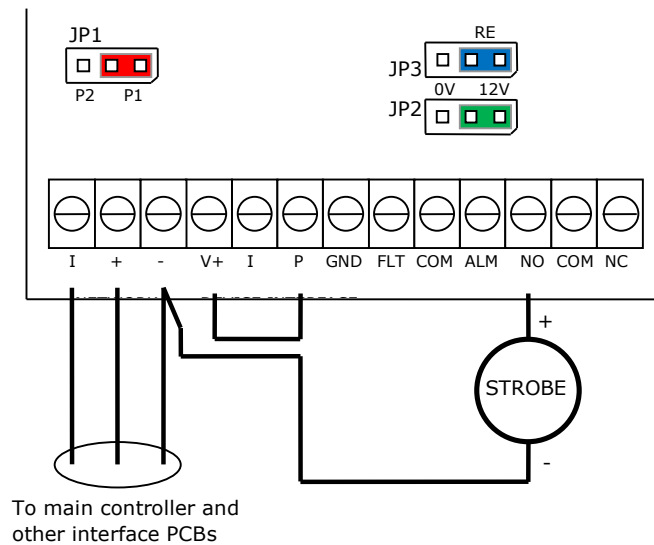 JP1
P2 P1
RE
JP3
0V 12V
JP2
I + - V+ I P GND FLT COM ALM NO COM NC
+
STROBE
-
To main controller and
other interface PCBs